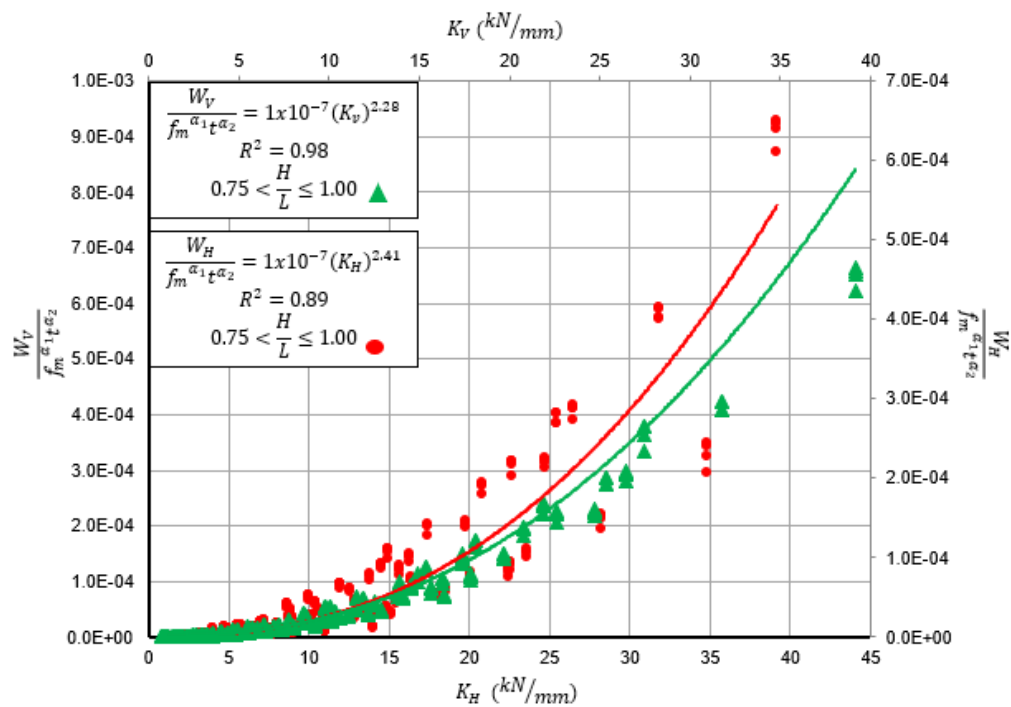 K_V (kN/mm)
0 5 10 15 20 25 30 35 40
1.0E-03
9.0E-04
8.0E-04
7.0E-04
6.0E-04
5.0E-04
4.0E-04
3.0E-04
2.0E-04
1.0E-04
0.0E+00
W_V / f_m^α1 t^α2
W_V / f_m^α1 t^α2 = 1x10^-7(K_v)^2.28
R^2 = 0.98
0.75 < H/L ≤ 1.00
W_H / f_m^α1 t^α2 = 1x10^-7(K_H)^2.41
R^2 = 0.89
0.75 < H/L ≤ 1.00
7.0E-04
6.0E-04
5.0E-04
4.0E-04
3.0E-04
2.0E-04
1.0E-04
0.0E+00
W_H / f_m^α1 t^α2
0 5 10 15 20 25 30 35 40 45
K_H (kN/mm)